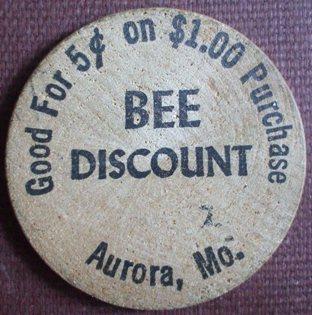 Good For 5¢ on $1.00 Purchase
BEE
DISCOUNT
Aurora, Mo.